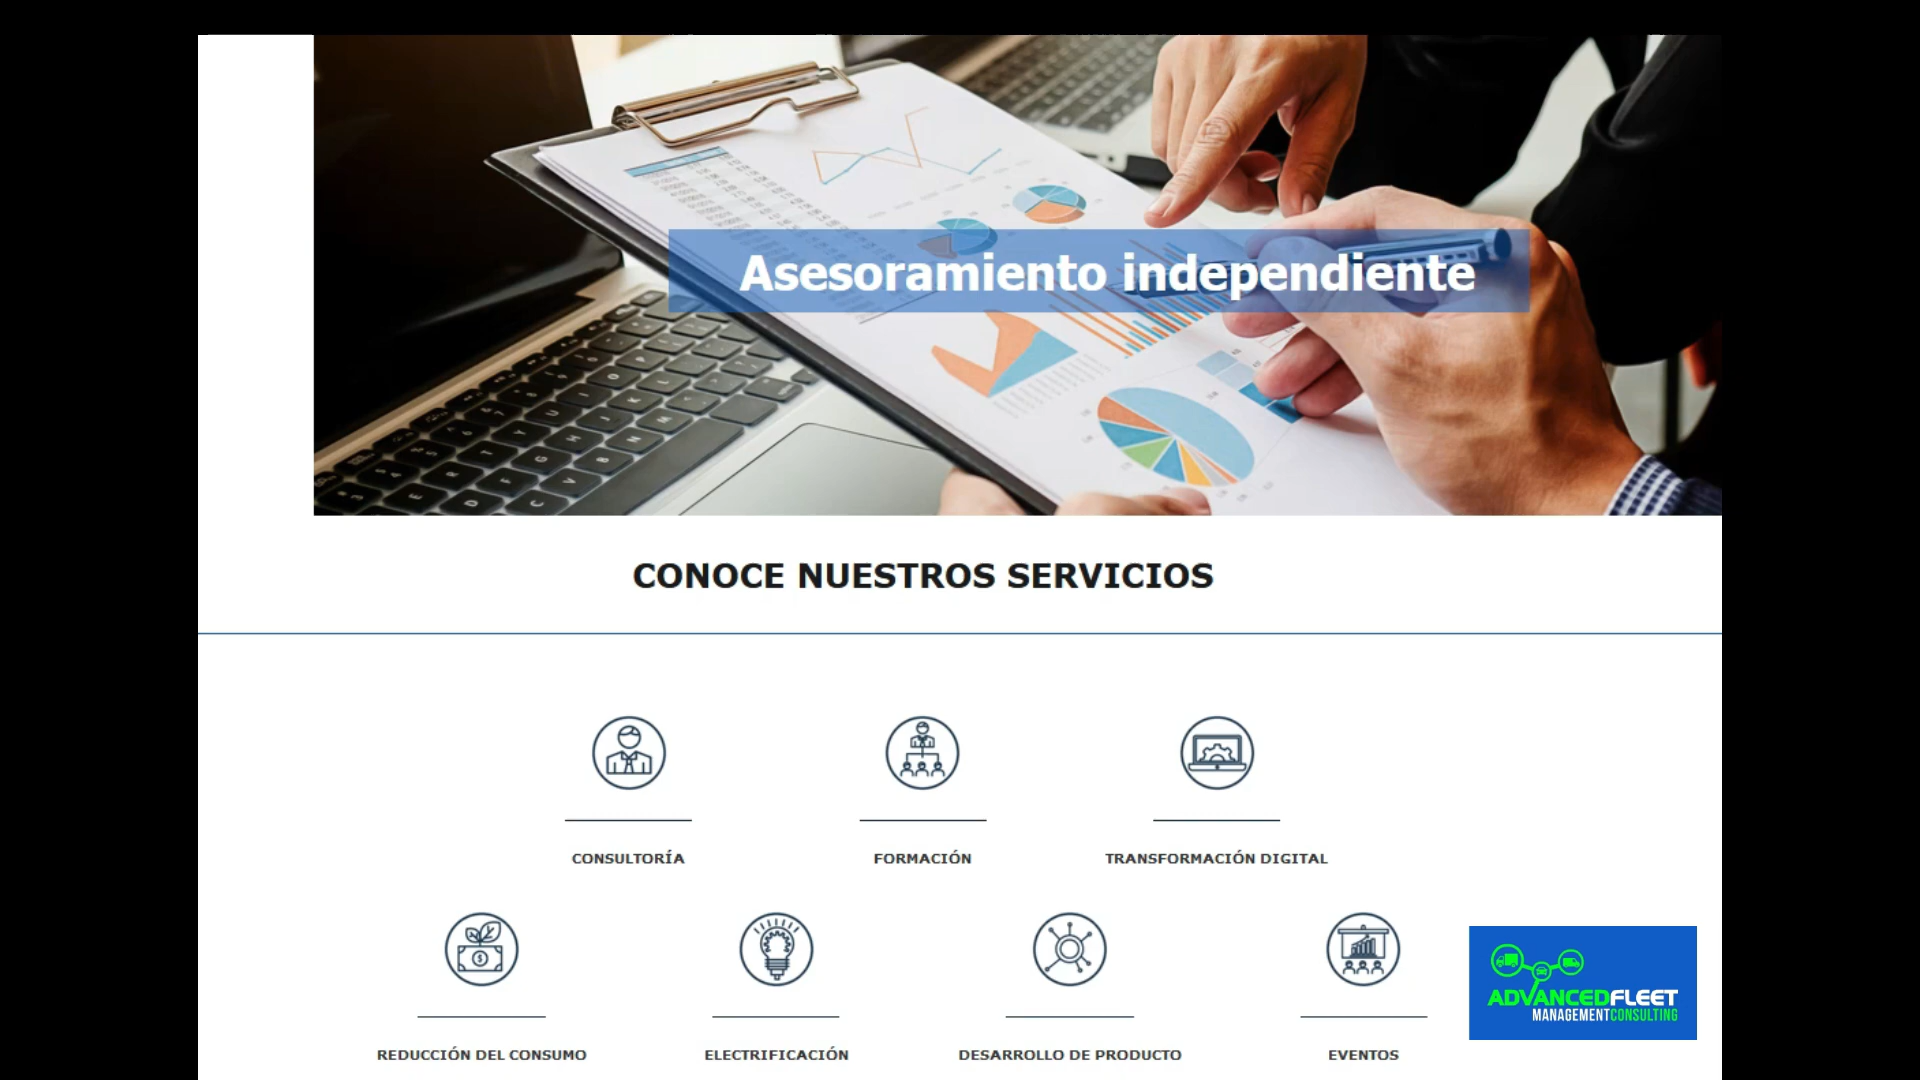 Asesoramiento independiente
CONOCE NUESTROS SERVICIOS
CONSULTORÍA
FORMACIÓN
TRANSFORMACIÓN DIGITAL
REDUCCIÓN DEL CONSUMO
ELECTRIFICACIÓN
DESARROLLO DE PRODUCTO
EVENTOS
ADVANCEDFLEET
MANAGEMENTCONSULTING